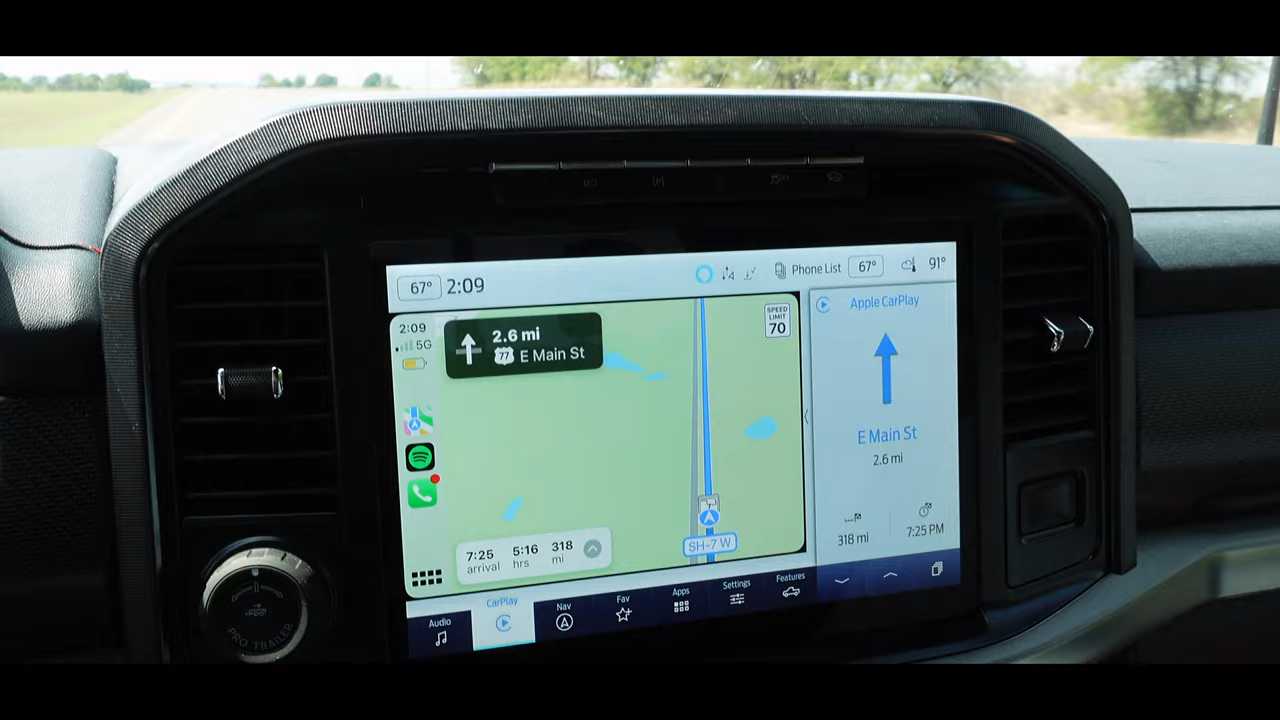 67°
2:09
Phone List
67°
91°
2:09
5G
2.6 mi
77
E Main St
SPEED
LIMIT
70
Apple CarPlay
E Main St
2.6 mi
318 mi
7:25 PM
7
SH-7 W
7:25
arrival
5:16
hrs
318
mi
Audio
CarPlay
Nav
Fav
Apps
Settings
Features
PRO TRAILER